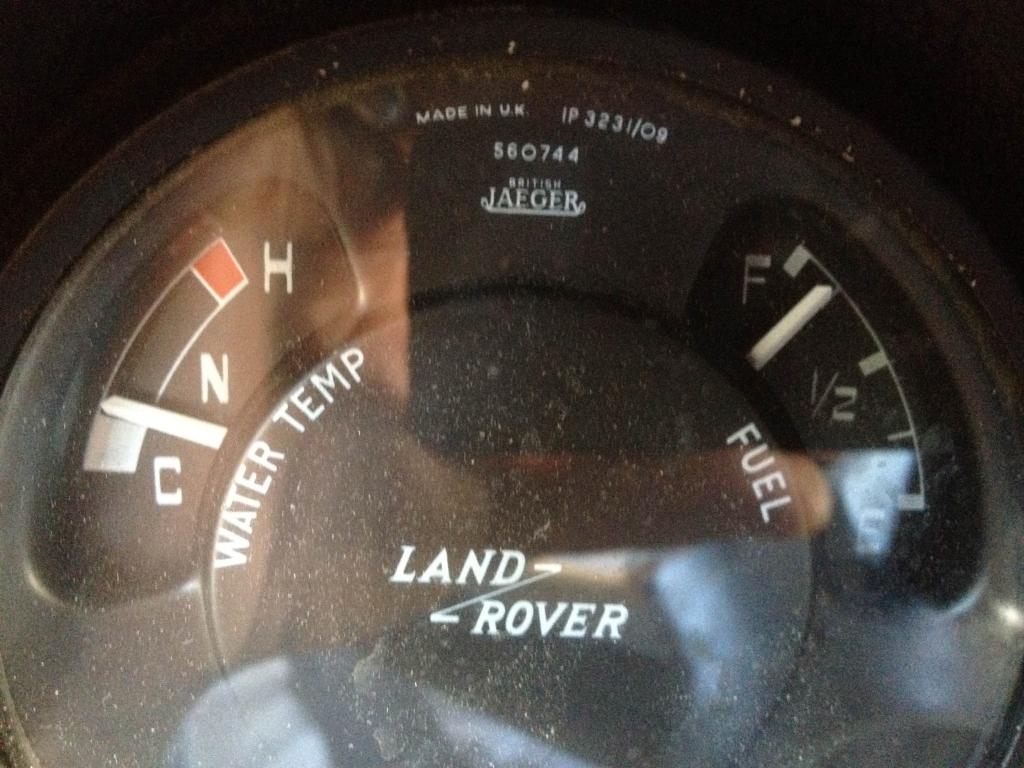 MADE IN U.K. IP 3231/09
560744
BRITISH
JAEGER
H
N
C
WATER TEMP
F
1/2
E
FUEL
LAND
ROVER